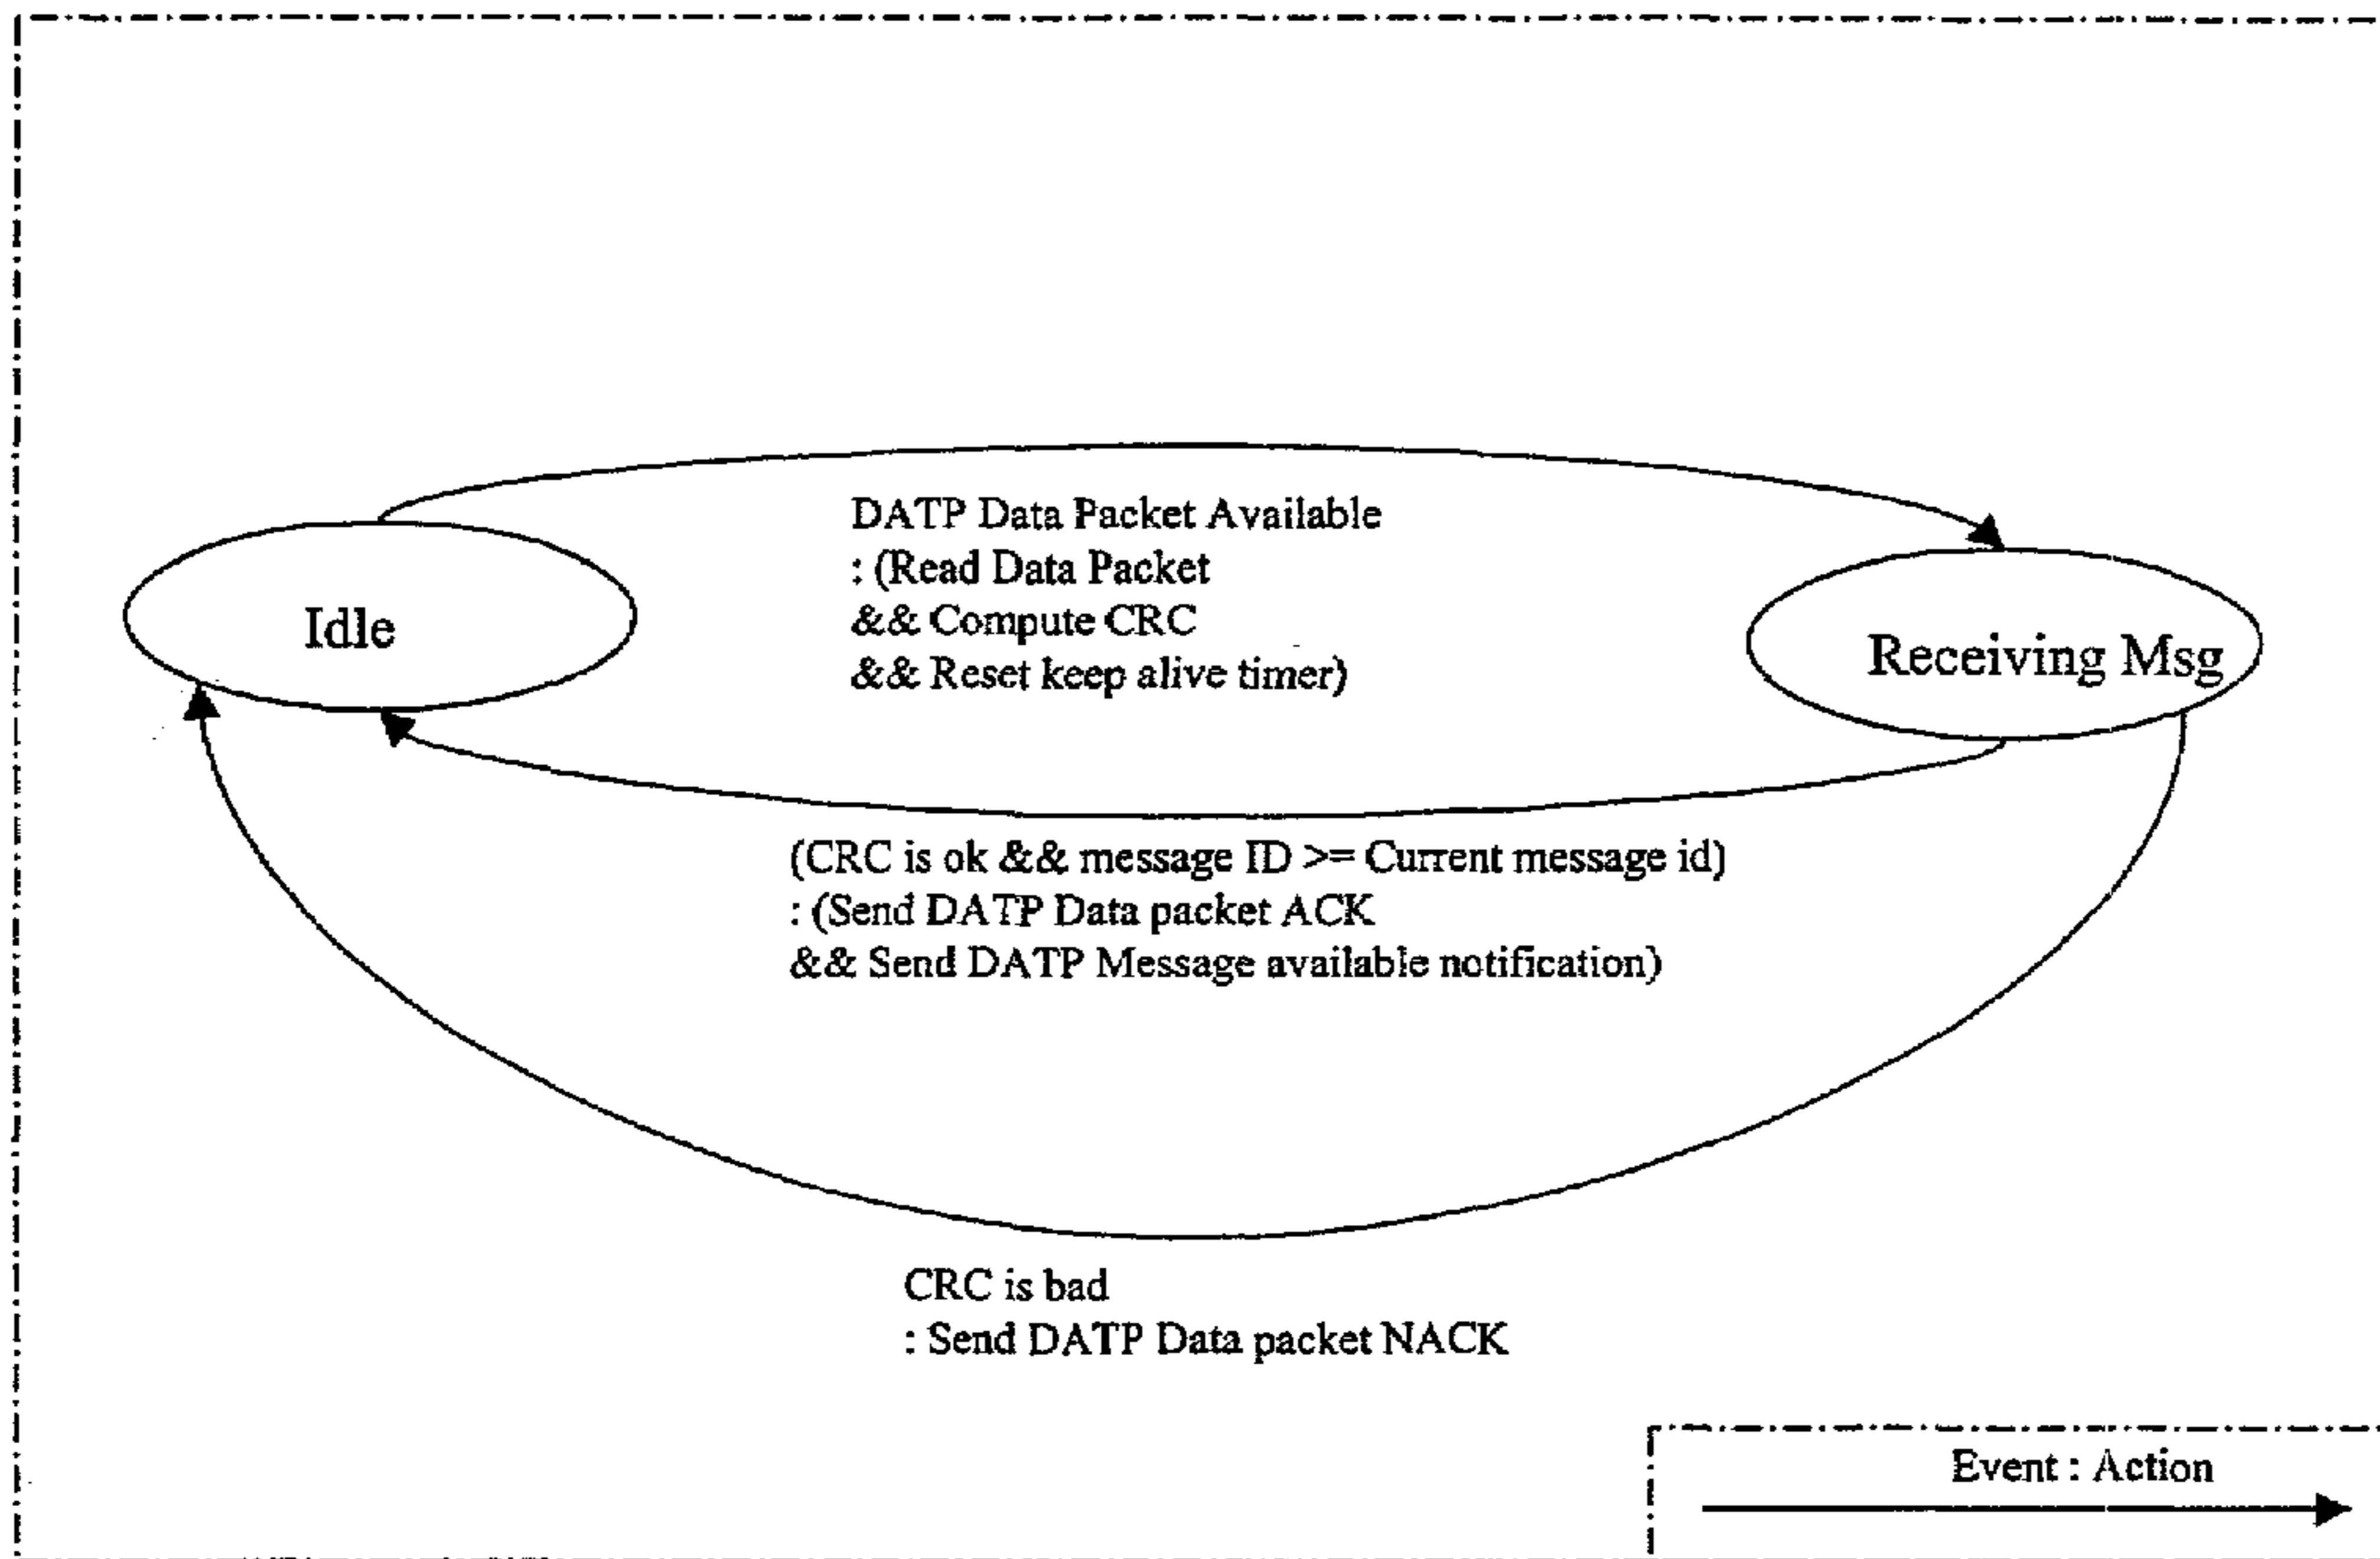 DATP Data Packet Available
: (Read Data Packet
&& Compute CRC
&& Reset keep alive timer)
Idle
Receiving Msg
(CRC is ok && message ID >= Current message id)
: (Send DATP Data packet ACK
&& Send DATP Message available notification)
CRC is bad
: Send DATP Data packet NACK
Event : Action